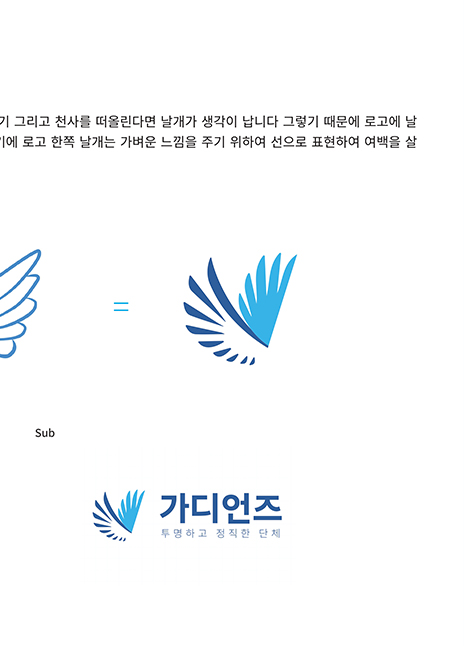 기 그리고 천사를 떠올린다면 날개가 생각이 납니다 그렇기 때문에 로고에 날
에 로고 한쪽 날개는 가벼운 느낌을 주기 위하여 선으로 표현하여 여백을 살
=
Sub
가디언즈
투명하고 정직한 단체